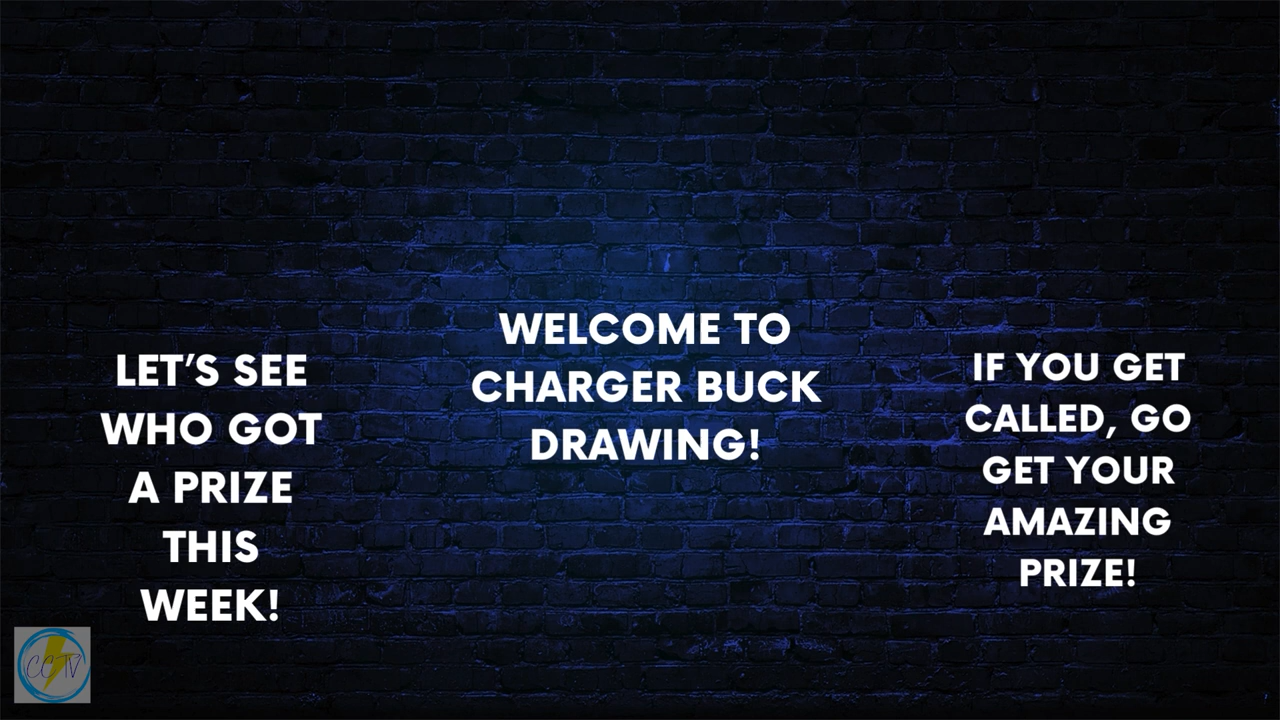 LET'S SEE
WHO GOT
A PRIZE
THIS
WEEK!
WELCOME TO
CHARGER BUCK
DRAWING!
IF YOU GET
CALLED, GO
GET YOUR
AMAZING
PRIZE!
CCTV